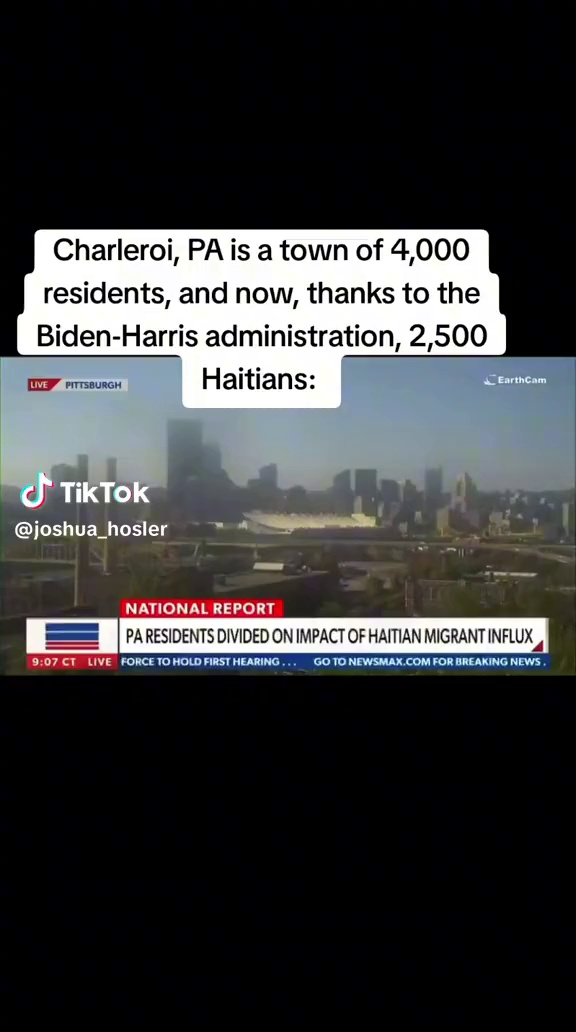 Charleroi, PA is a town of 4,000
residents, and now, thanks to the
Biden-Harris administration, 2,500
Haitians:
LIVE PITTSBURGH
EarthCam
TikTok
@joshua_hosler
NATIONAL REPORT
PA RESIDENTS DIVIDED ON IMPACT OF HAITIAN MIGRANT INFLUX
9:07 CT LIVE FORCE TO HOLD FIRST HEARING . . . GO TO NEWSMAX.COM FOR BREAKING NEWS .